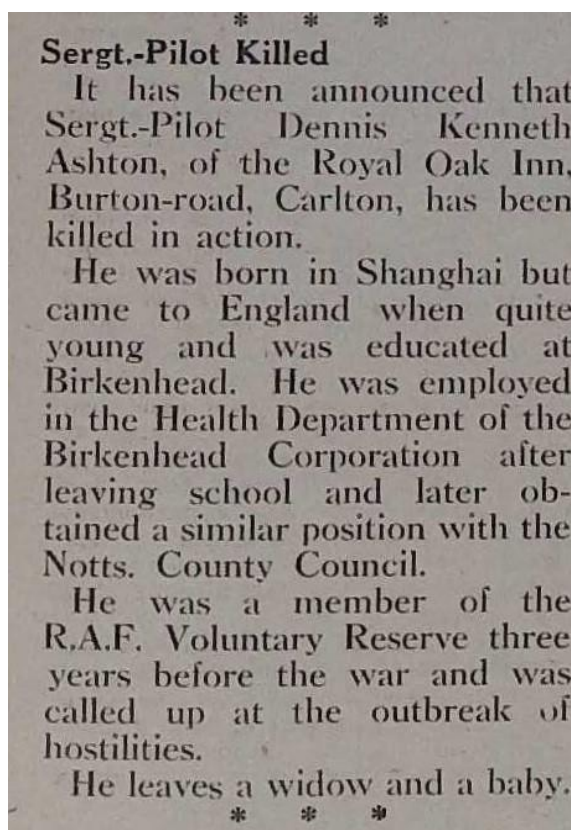 * * *
Sergt.-Pilot Killed
It has been announced that
Sergt.-Pilot Dennis Kenneth
Ashton, of the Royal Oak Inn,
Burton-road, Carlton, has been
killed in action.
He was born in Shanghai but
came to England when quite
young and was educated at
Birkenhead. He was employed
in the Health Department of the
Birkenhead Corporation after
leaving school and later ob-
tained a similar position with the
Notts. County Council.
He was a member of the
R.A.F. Voluntary Reserve three
years before the war and was
called up at the outbreak of
hostilities.
He leaves a widow and a baby.
* * *